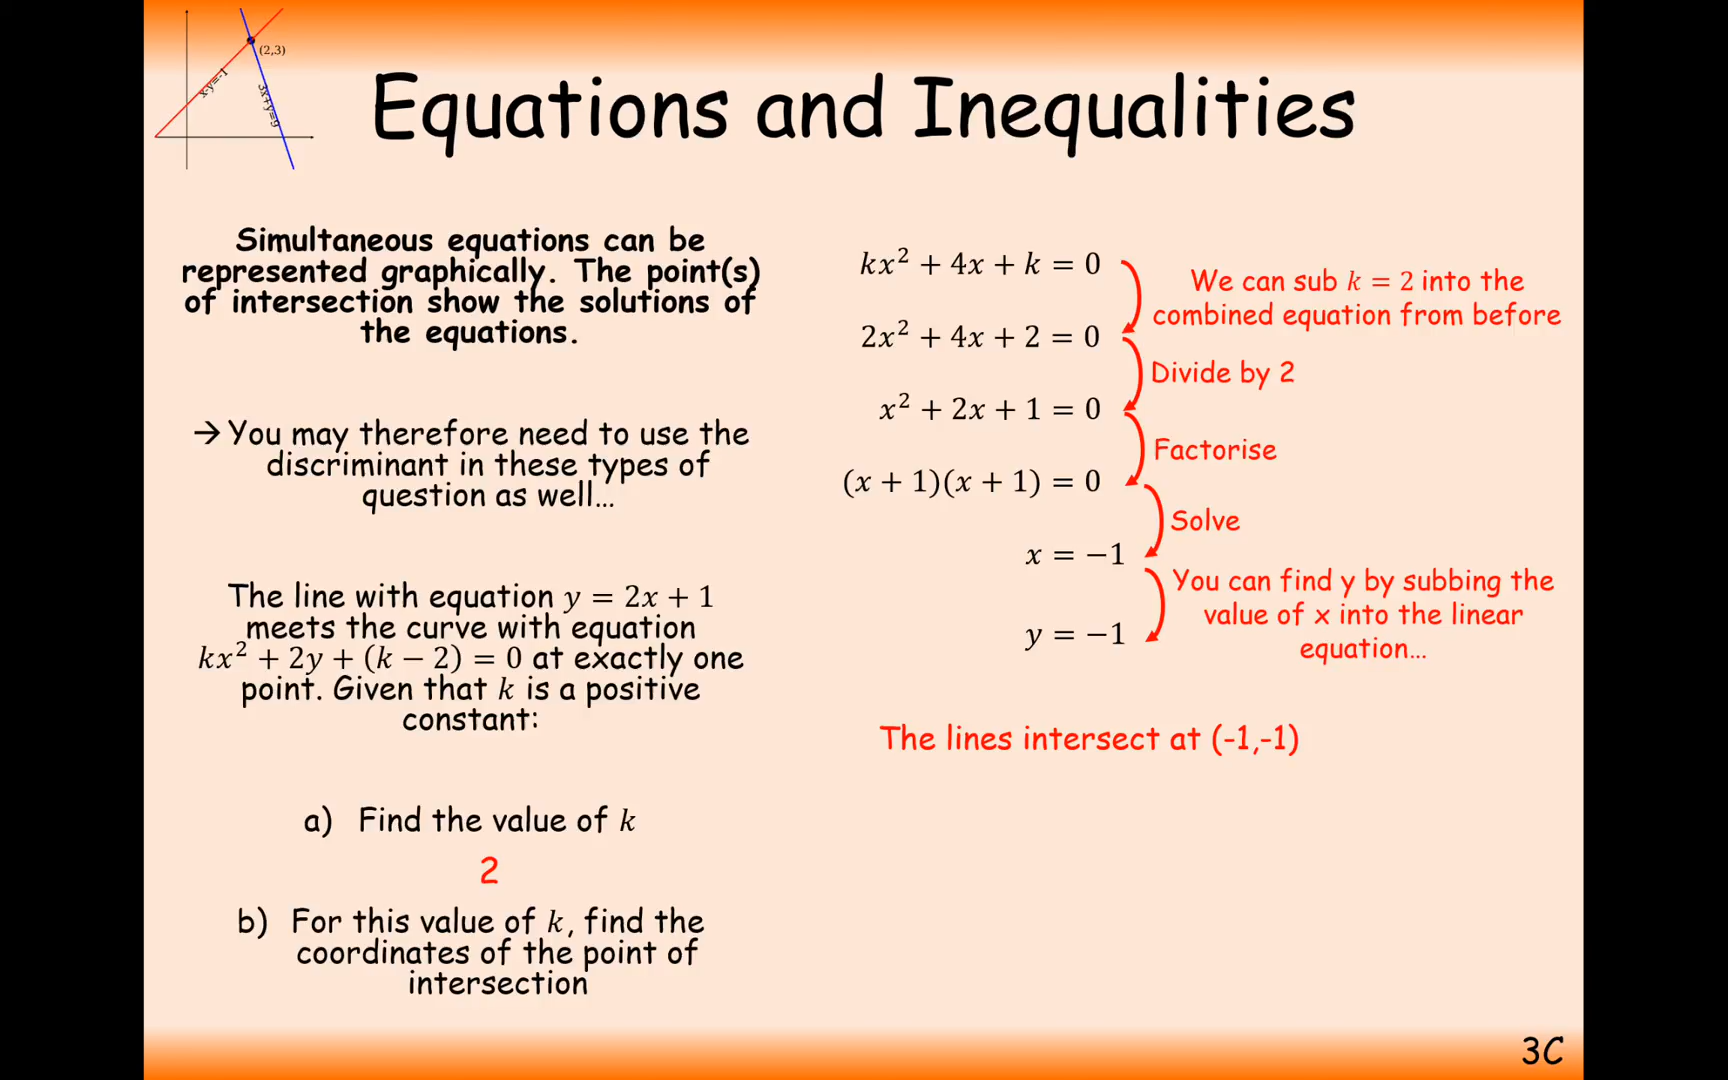 (2,3)
x-y=-1
3x+y=9
Equations and Inequalities
Simultaneous equations can be
represented graphically. The point(s)
of intersection show the solutions of
the equations.
→ You may therefore need to use the
discriminant in these types of
question as well…
The line with equation y = 2x + 1
meets the curve with equation
kx² + 2y + (k − 2) = 0 at exactly one
point. Given that k is a positive
constant:
a) Find the value of k
2
b) For this value of k, find the
coordinates of the point of
intersection
kx² + 4x + k = 0
We can sub k = 2 into the
combined equation from before
2x² + 4x + 2 = 0
Divide by 2
x² + 2x + 1 = 0
Factorise
(x + 1)(x + 1) = 0
Solve
x = −1
You can find y by subbing the
value of x into the linear
equation…
y = −1
The lines intersect at (-1,-1)
3C